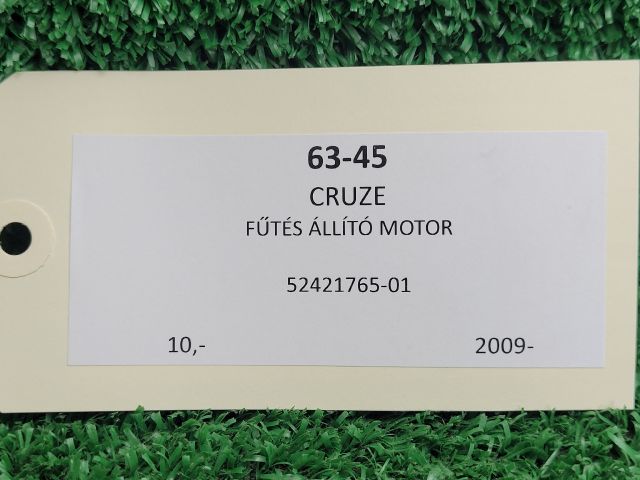 63-45
CRUZE
FŰTÉS ÁLLÍTÓ MOTOR
52421765-01
10,- 2009-